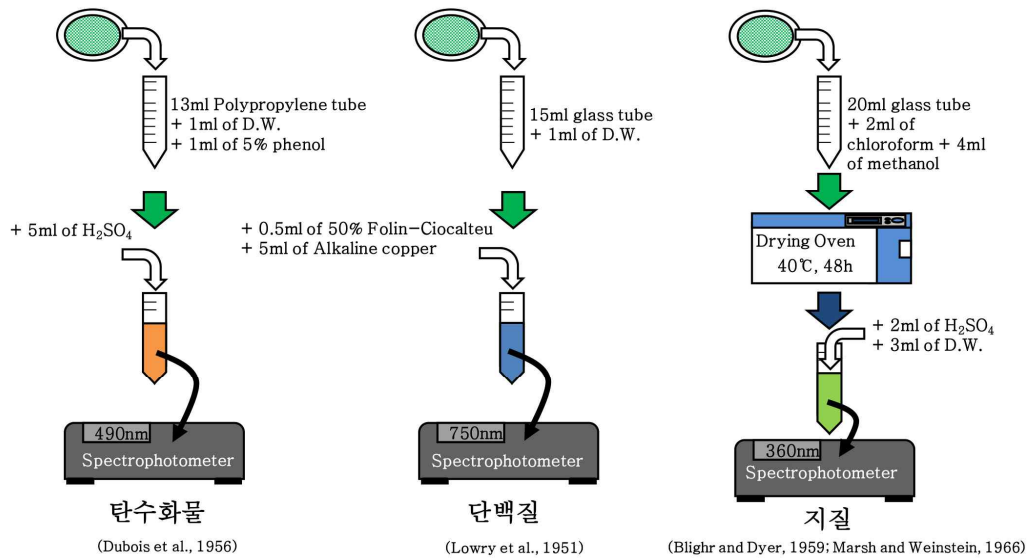 13ml Polypropylene tube
+ 1ml of D.W.
+ 1ml of 5% phenol
+ 5ml of H₂SO₄
490nm
Spectrophotometer
탄수화물
(Dubois et al., 1956)
15ml glass tube
+ 1ml of D.W.
+ 0.5ml of 50% Folin-Ciocalteu
+ 5ml of Alkaline copper
750nm
Spectrophotometer
단백질
(Lowry et al., 1951)
20ml glass tube
+ 2ml of
chloroform + 4ml
of methanol
Drying Oven
40℃, 48h
+ 2ml of H₂SO₄
+ 3ml of D.W.
360nm
Spectrophotometer
지질
(Blighr and Dyer, 1959; Marsh and Weinstein, 1966)